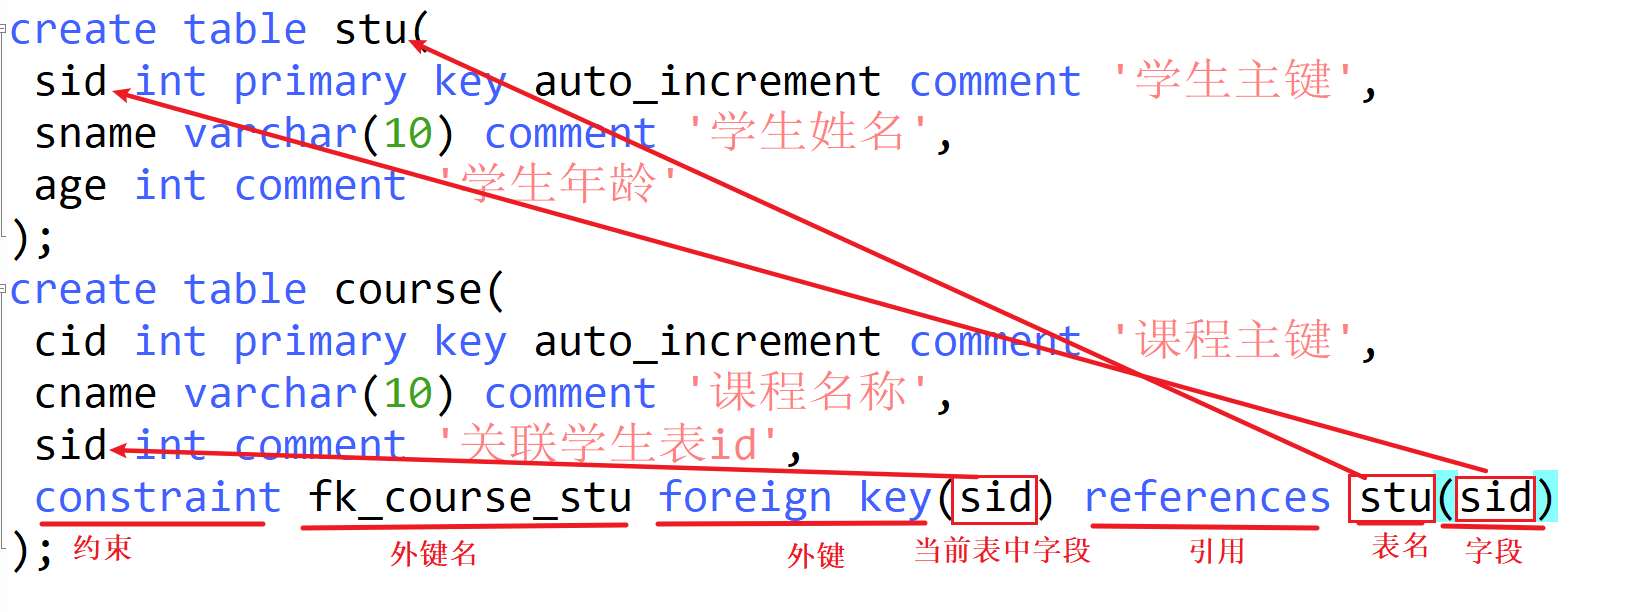 create table stu(
sid int primary key auto_increment comment '学生主键',
sname varchar(10) comment '学生姓名',
age int comment '学生年龄'
);
create table course(
cid int primary key auto_increment comment '课程主键',
cname varchar(10) comment '课程名称',
sid int comment '关联学生表id',
constraint fk_course_stu foreign key(sid) references stu(sid)
);
约束 外键名 外键 当前表中字段 引用 表名 字段